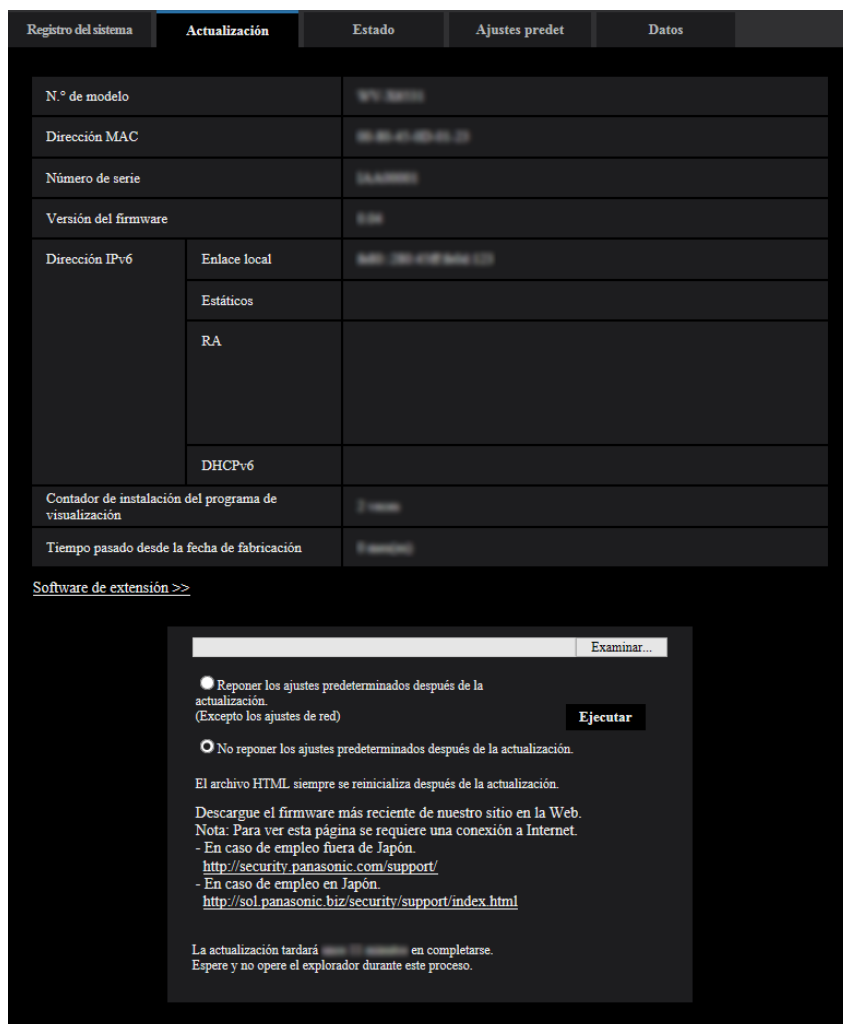 Registro del sistema Actualización Estado Ajustes predet Datos
N.º de modelo
Dirección MAC
Número de serie
Versión del firmware
Dirección IPv6 Enlace local
Estáticos
RA
DHCPv6
Contador de instalación del programa de
visualización
Tiempo pasado desde la fecha de fabricación
Software de extensión >>
Examinar...
Reponer los ajustes predeterminados después de la
actualización.
(Excepto los ajustes de red)
Ejecutar
No reponer los ajustes predeterminados después de la actualización.
El archivo HTML siempre se reinicializa después de la actualización.
Descargue el firmware más reciente de nuestro sitio en la Web.
Nota: Para ver esta página se requiere una conexión a Internet.
- En caso de empleo fuera de Japón.
http://security.panasonic.com/support/
- En caso de empleo en Japón.
http://sol.panasonic.biz/security/support/index.html
La actualización tardará en completarse.
Espere y no opere el explorador durante este proceso.